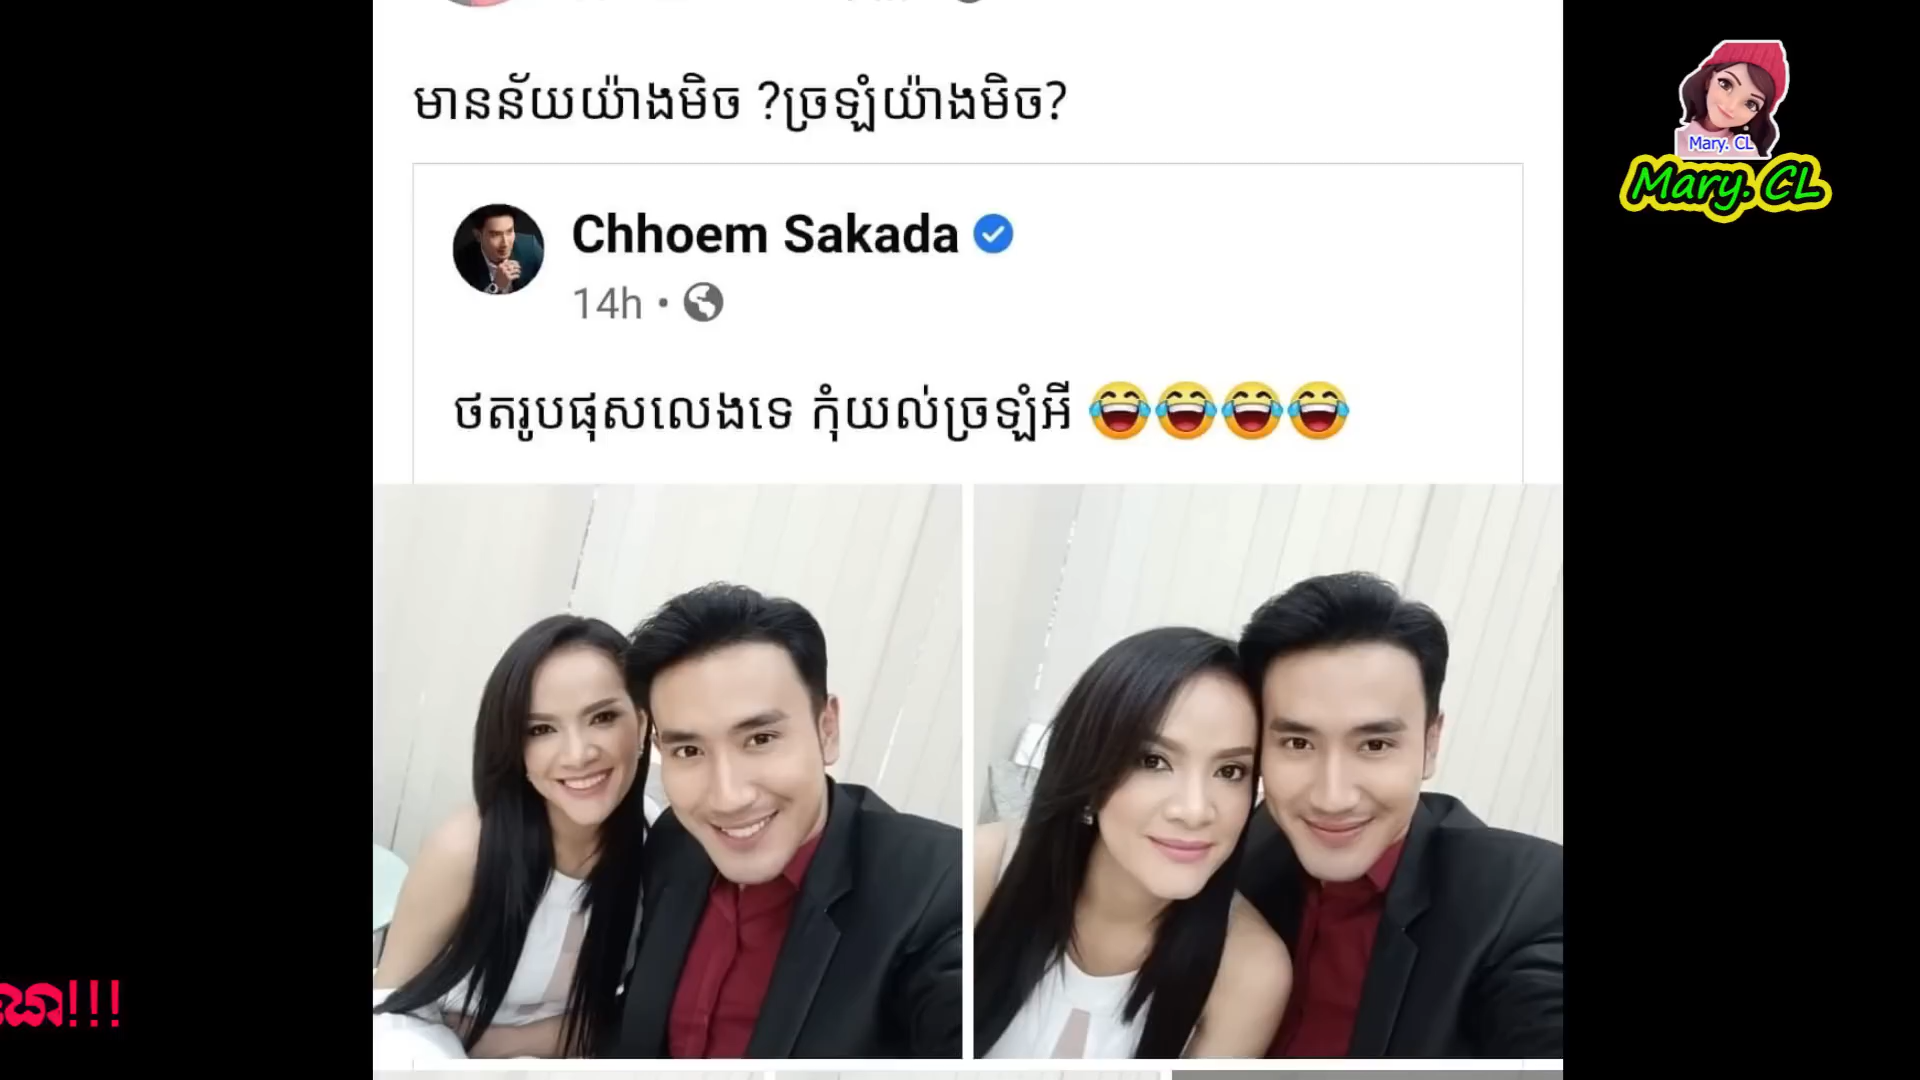 មានន័យយ៉ាងមិច ?ច្រឡំយ៉ាងមិច?
Mary. CL
Mary. CL
Chhoem Sakada
14h
ថតរូបផុសលេងទេ កុំយល់ច្រឡំអី 😂😂😂😂
ណា!!!